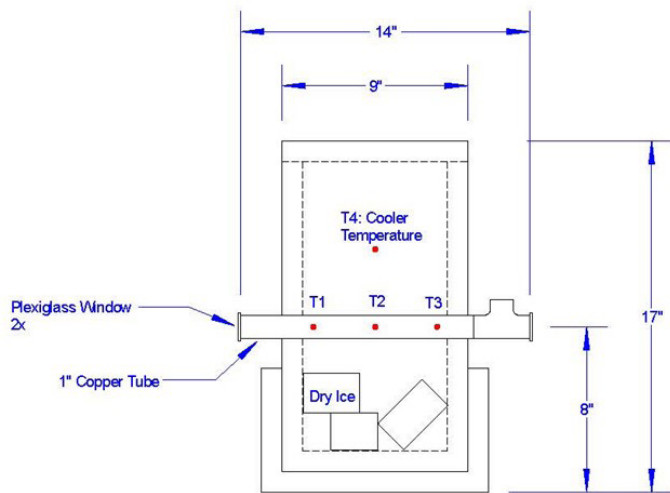 14"
9"
T4: Cooler
Temperature
T1 T2 T3
Plexiglass Window
2x
17"
1" Copper Tube
Dry Ice
8"